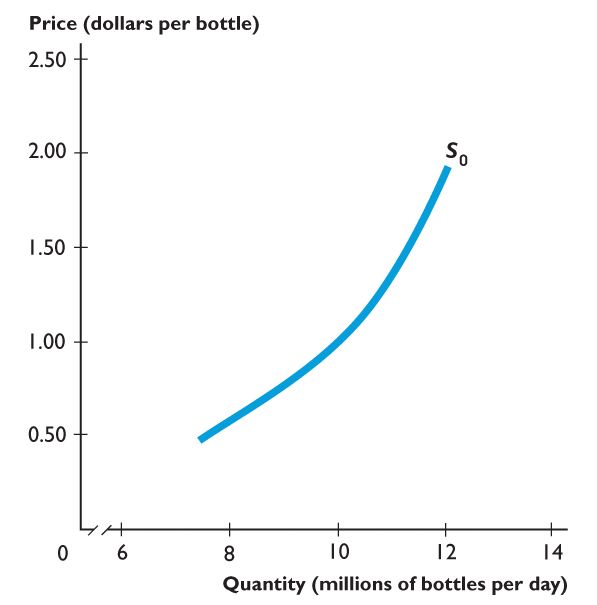 Price (dollars per bottle)
2.50
2.00
S0
1.50
1.00
0.50
0 6 8 10 12 14
Quantity (millions of bottles per day)